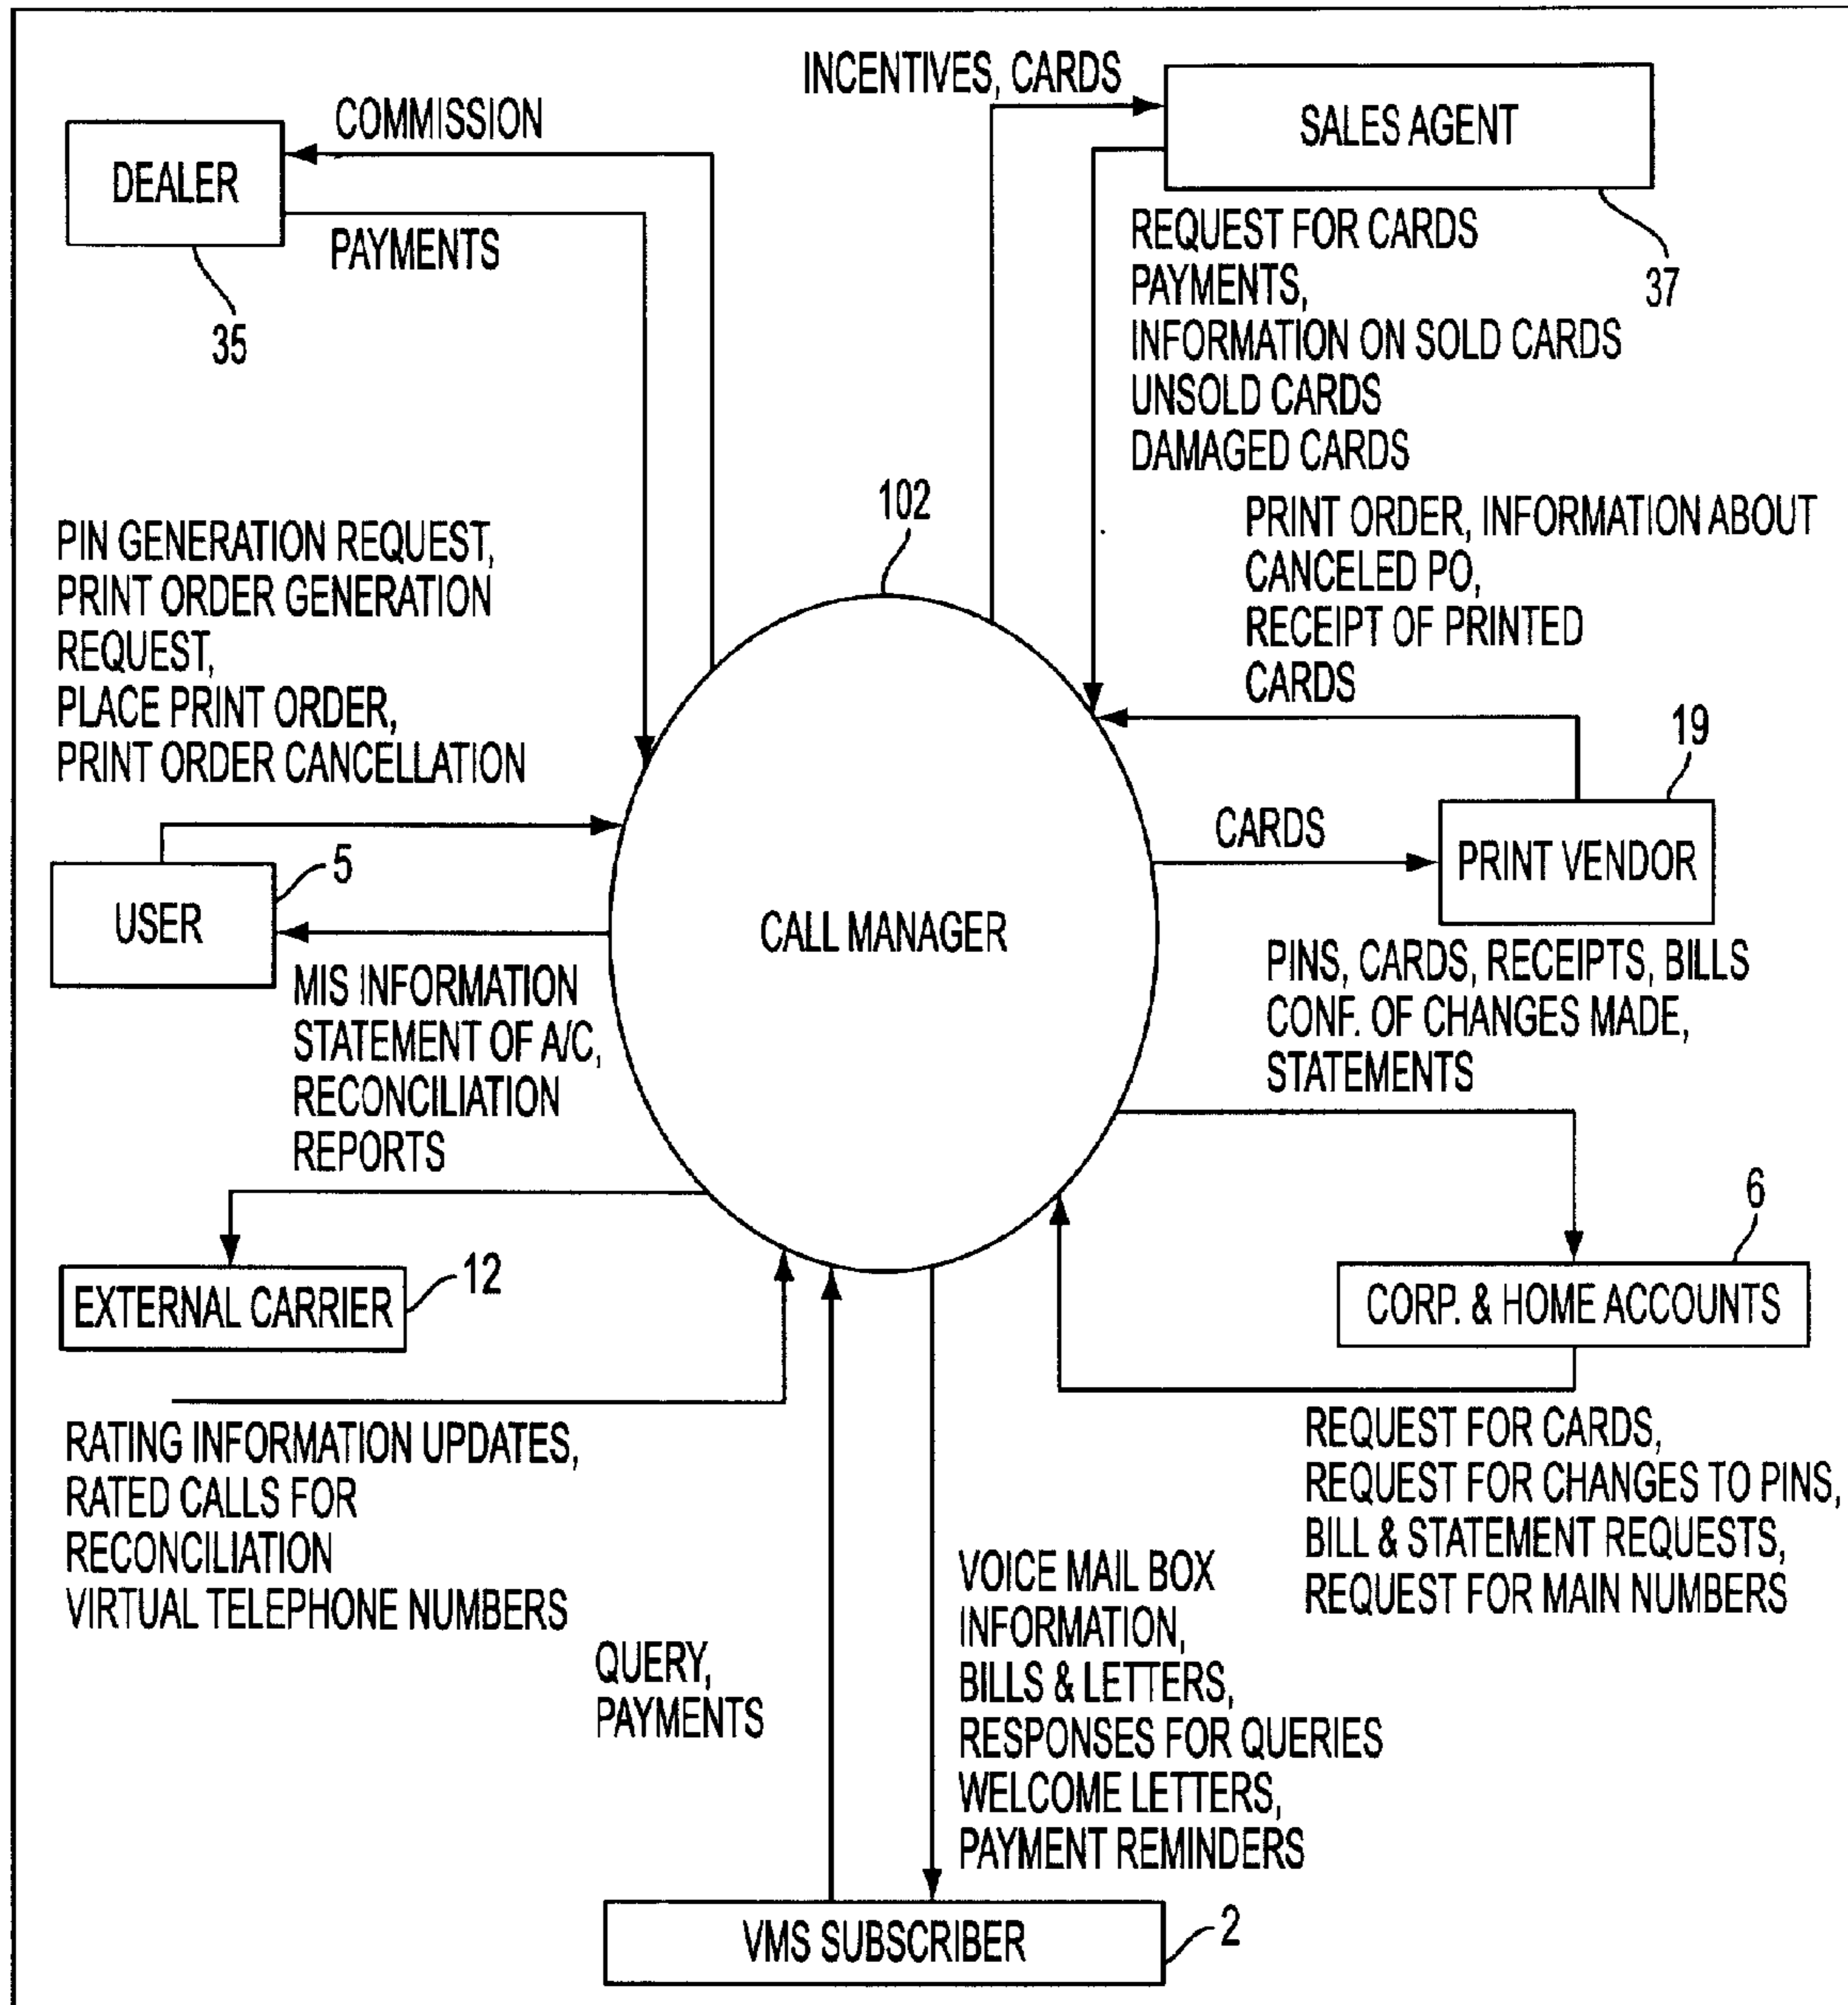 INCENTIVES, CARDS
SALES AGENT
37
COMMISSION
DEALER
PAYMENTS
35
REQUEST FOR CARDS
PAYMENTS,
INFORMATION ON SOLD CARDS
UNSOLD CARDS
DAMAGED CARDS
102
PRINT ORDER, INFORMATION ABOUT
CANCELED PO,
RECEIPT OF PRINTED
CARDS
PIN GENERATION REQUEST,
PRINT ORDER GENERATION
REQUEST,
PLACE PRINT ORDER,
PRINT ORDER CANCELLATION
19
CARDS
PRINT VENDOR
5
USER
CALL MANAGER
MIS INFORMATION
STATEMENT OF A/C,
RECONCILIATION
REPORTS
PINS, CARDS, RECEIPTS, BILLS
CONF. OF CHANGES MADE,
STATEMENTS
6
EXTERNAL CARRIER
12
CORP. & HOME ACCOUNTS
RATING INFORMATION UPDATES,
RATED CALLS FOR
RECONCILIATION
VIRTUAL TELEPHONE NUMBERS
REQUEST FOR CARDS,
REQUEST FOR CHANGES TO PINS,
BILL & STATEMENT REQUESTS,
REQUEST FOR MAIN NUMBERS
QUERY,
PAYMENTS
VOICE MAIL BOX
INFORMATION,
BILLS & LETTERS,
RESPONSES FOR QUERIES
WELCOME LETTERS,
PAYMENT REMINDERS
VMS SUBSCRIBER
2